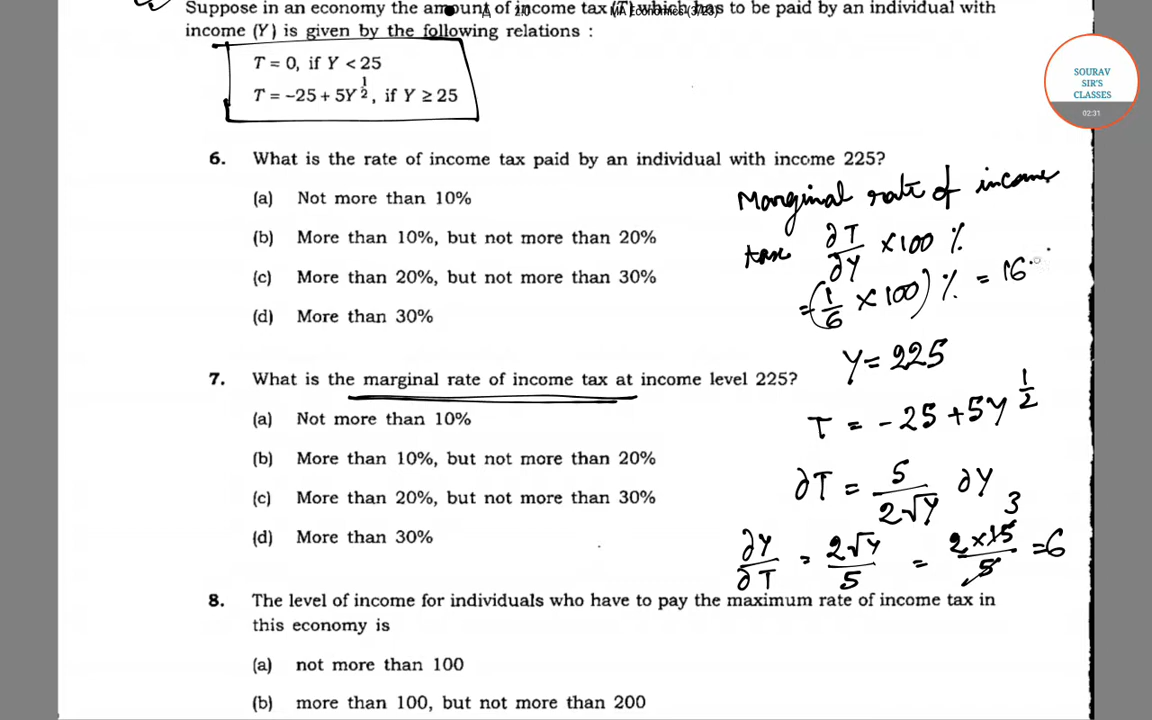 Suppose in an economy the amount of income tax (T) which has to be paid by an individual with
income (Y) is given by the following relations :
T = 0, if Y < 25
T = −25 + 5Y^1/2, if Y ≥ 25
SOURAV
SIR'S
CLASSES
02:31
6. What is the rate of income tax paid by an individual with income 225?
(a) Not more than 10%
(b) More than 10%, but not more than 20%
(c) More than 20%, but not more than 30%
(d) More than 30%
Marginal rate of income
tax ∂T/∂Y ×100 %
= (1/6 × 100) % = 16.
Y = 225
T = −25 + 5Y^1/2
∂T = 5/2√Y ∂Y
∂Y/∂T = 2√Y/5 = 2×15/5 = 6
3
7. What is the marginal rate of income tax at income level 225?
(a) Not more than 10%
(b) More than 10%, but not more than 20%
(c) More than 20%, but not more than 30%
(d) More than 30%
8. The level of income for individuals who have to pay the maximum rate of income tax in
this economy is
(a) not more than 100
(b) more than 100, but not more than 200